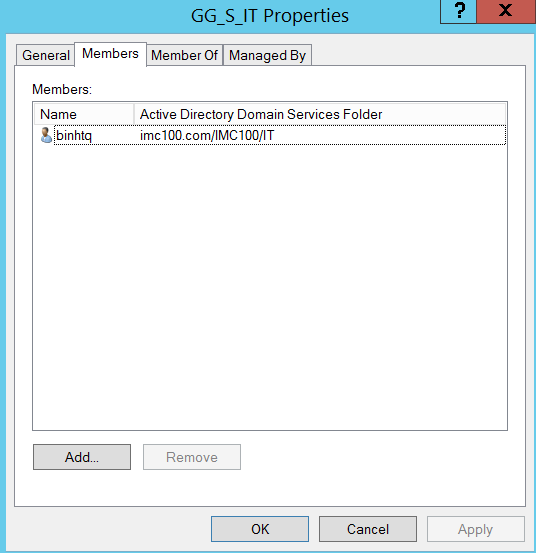 GG_S_IT Properties
? X
General Members Member Of Managed By
Members:
Name Active Directory Domain Services Folder
binhtq imc100.com/IMC100/IT
Add... Remove
OK Cancel Apply